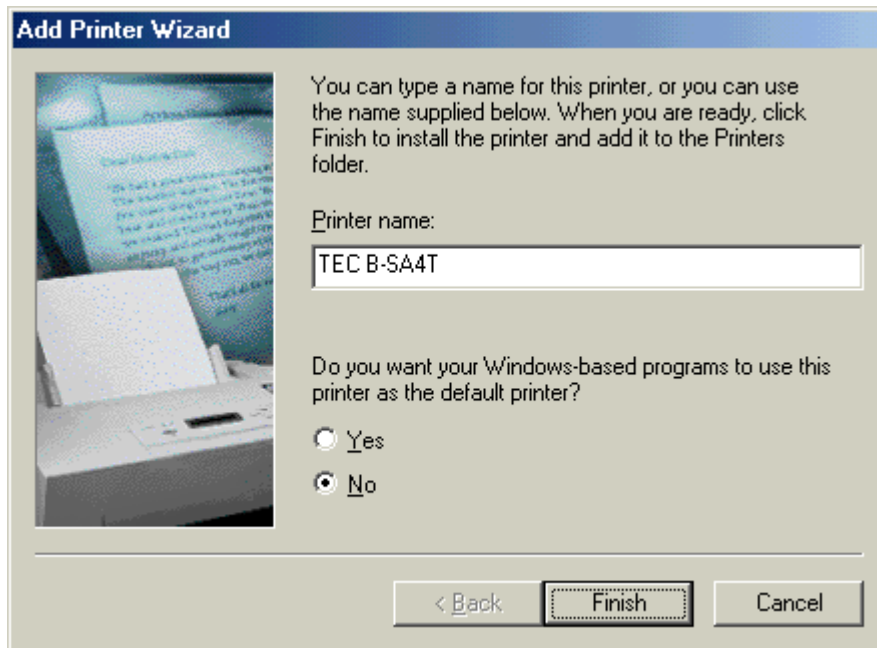 Add Printer Wizard
You can type a name for this printer, or you can use
the name supplied below. When you are ready, click
Finish to install the printer and add it to the Printers
folder.
Printer name:
TEC B-SA4T
Do you want your Windows-based programs to use this
printer as the default printer?
Yes
No
< Back
Finish
Cancel